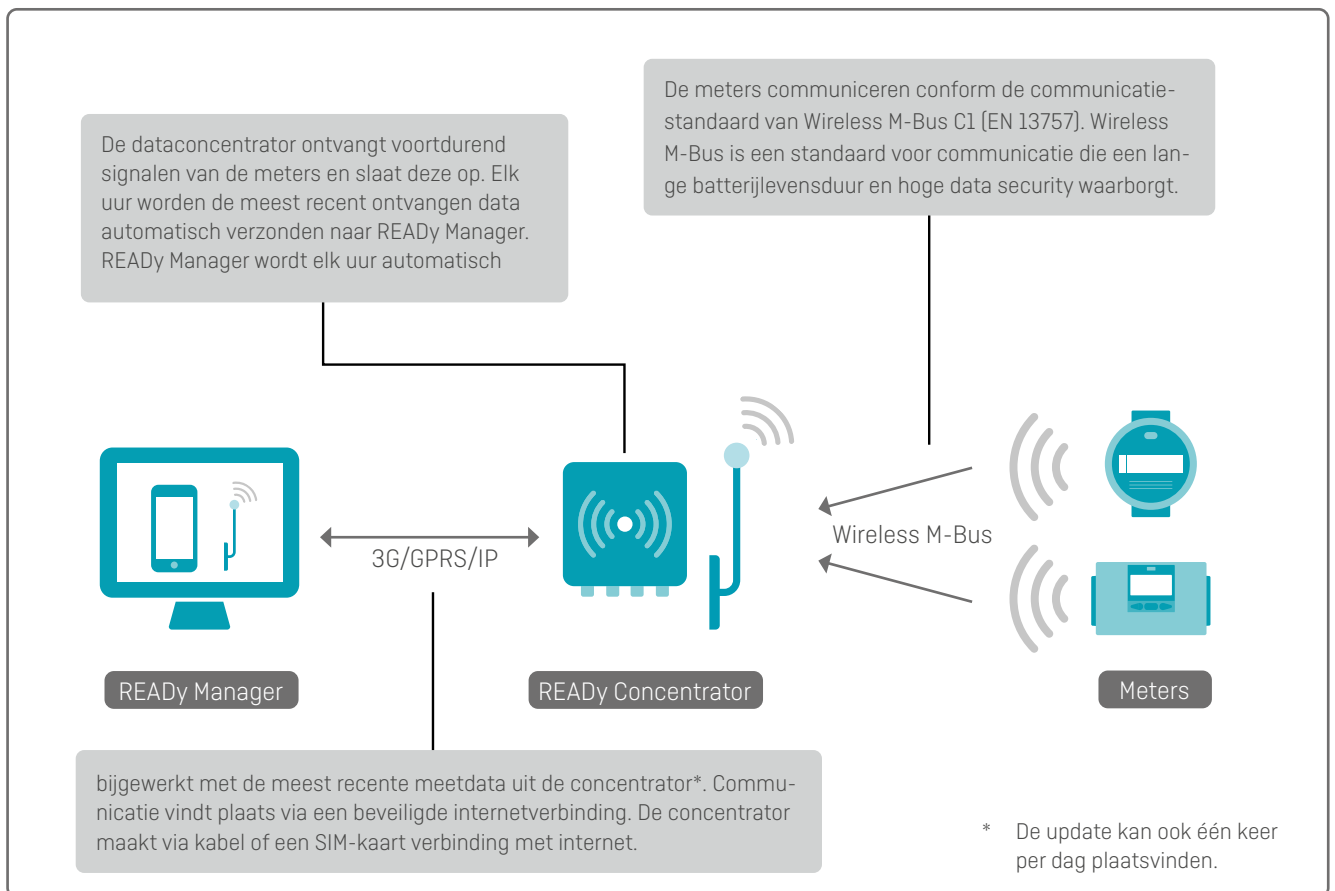 De meters communiceren conform de communicatie-
standaard van Wireless M-Bus C1 (EN 13757). Wireless
M-Bus is een standaard voor communicatie die een lan-
ge batterijlevensduur en hoge data security waarborgt.
De dataconcentrator ontvangt voortdurend
signalen van de meters en slaat deze op. Elk
uur worden de meest recent ontvangen data
automatisch verzonden naar READy Manager.
READy Manager wordt elk uur automatisch
3G/GPRS/IP
Wireless M-Bus
READy Manager
READy Concentrator
Meters
bijgewerkt met de meest recente meetdata uit de concentrator*. Commu-
nicatie vindt plaats via een beveiligde internetverbinding. De concentrator
maakt via kabel of een SIM-kaart verbinding met internet.
* De update kan ook één keer
per dag plaatsvinden.